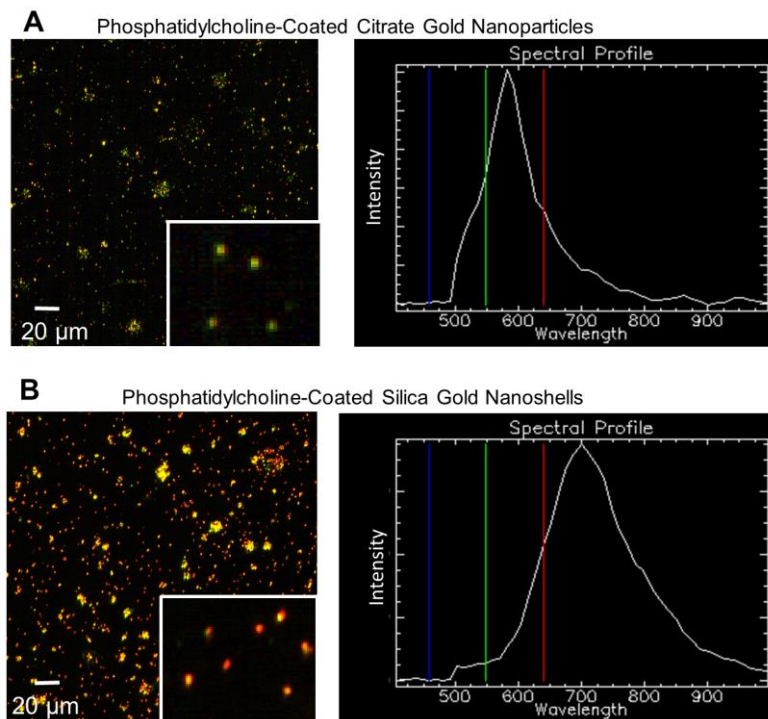 A
Phosphatidylcholine-Coated Citrate Gold Nanoparticles
20 µm
Spectral Profile
Intensity
500 600 700 800 900
Wavelength
B
Phosphatidylcholine-Coated Silica Gold Nanoshells
20 µm
Spectral Profile
Intensity
500 600 700 800 900
Wavelength